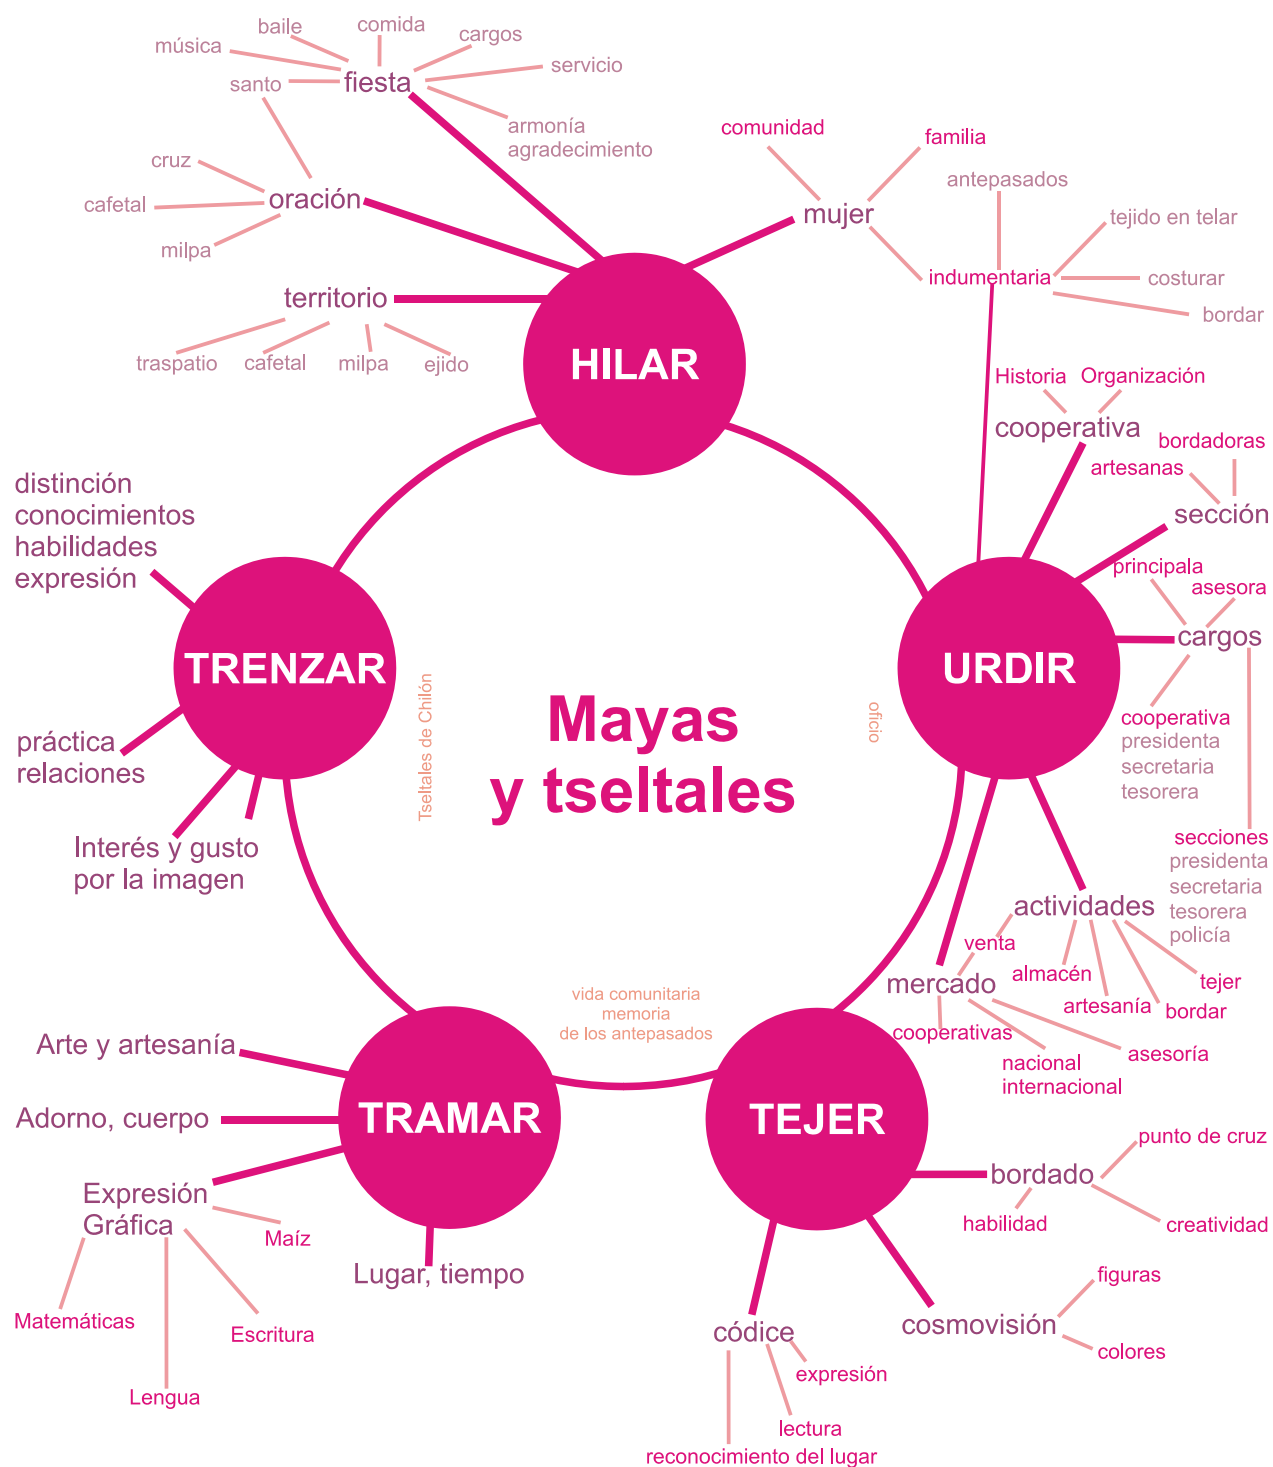 baile
comida
cargos
música
servicio
santo
fiesta
armonía
agradecimiento
cruz
cafetal
oración
milpa
territorio
traspatio
cafetal
milpa
ejido
HILAR
comunidad
familia
mujer
antepasados
tejido en telar
indumentaria
costurar
bordar
Historia
Organización
cooperativa
bordadoras
artesanas
sección
principala
asesora
cargos
URDIR
cooperativa
presidenta
secretaria
tesorera
secciones
presidenta
secretaria
tesorera
policía
actividades
venta
almacén
tejer
artesanía
bordar
mercado
cooperativas
nacional
internacional
asesoría
distinción
conocimientos
habilidades
expresión
TRENZAR
práctica
relaciones
Interés y gusto
por la imagen
Tseltales de Chilón
Mayas
y tseltales
oficio
vida comunitaria
memoria
de los antepasados
Arte y artesanía
Adorno, cuerpo
TRAMAR
Expresión
Gráfica
Maíz
Matemáticas
Escritura
Lengua
Lugar, tiempo
TEJER
punto de cruz
bordado
habilidad
creatividad
figuras
cosmovisión
colores
códice
expresión
lectura
reconocimiento del lugar